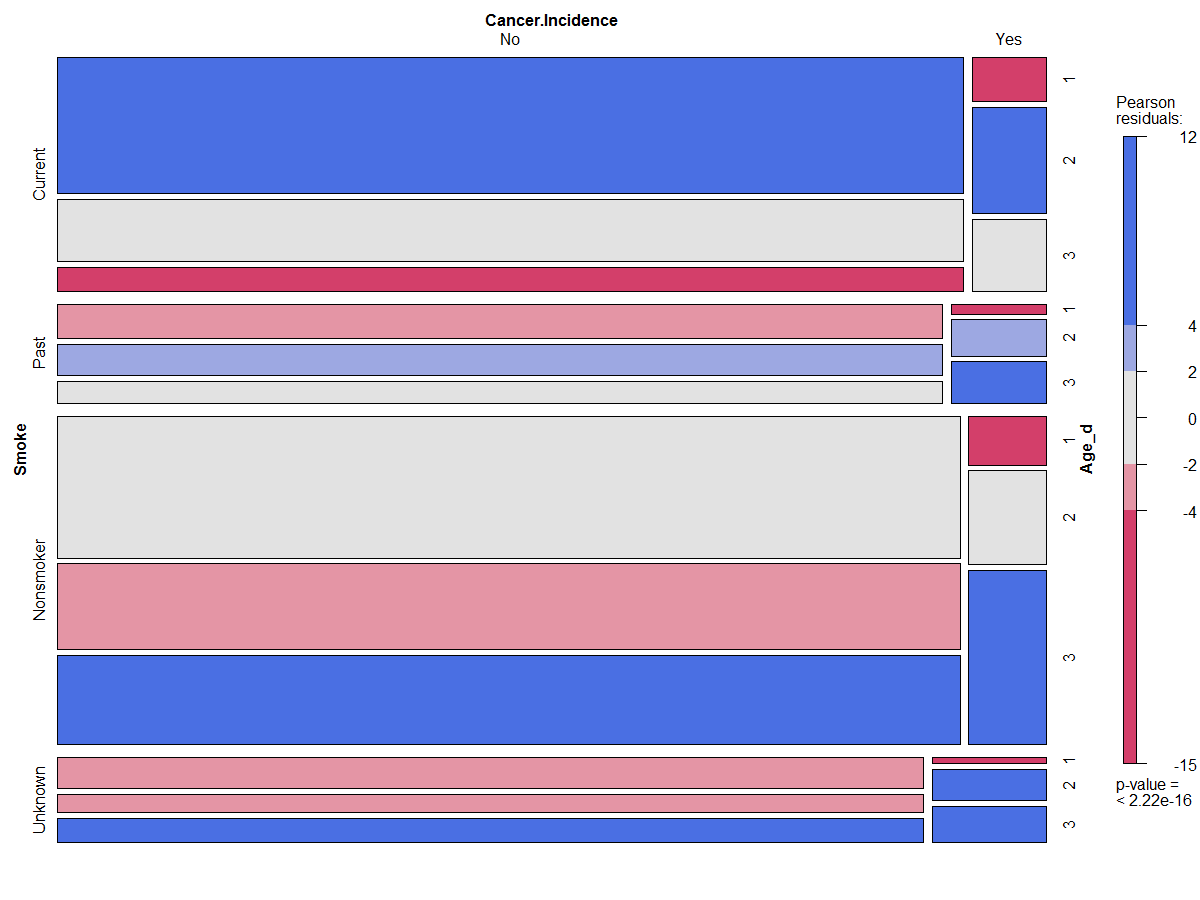 Cancer.Incidence
No Yes
Pearson
residuals:
12
4
2
0
-2
-4
-15
p-value =
< 2.22e-16
Smoke
Current
Past
Nonsmoker
Unknown
Age_d
1
2
3
1
2
3
1
2
3
1
2
3